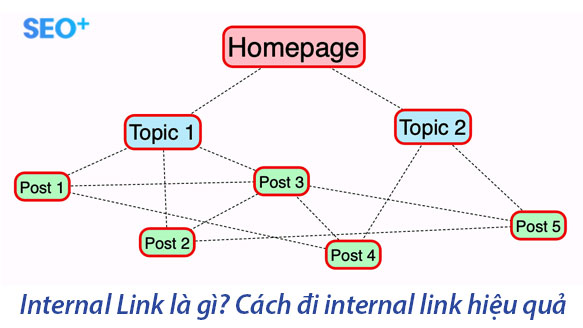 SEO+
Homepage
Topic 1
Topic 2
Post 1
Post 3
Post 2
Post 4
Post 5
Internal Link là gì? Cách đi internal link hiệu quả